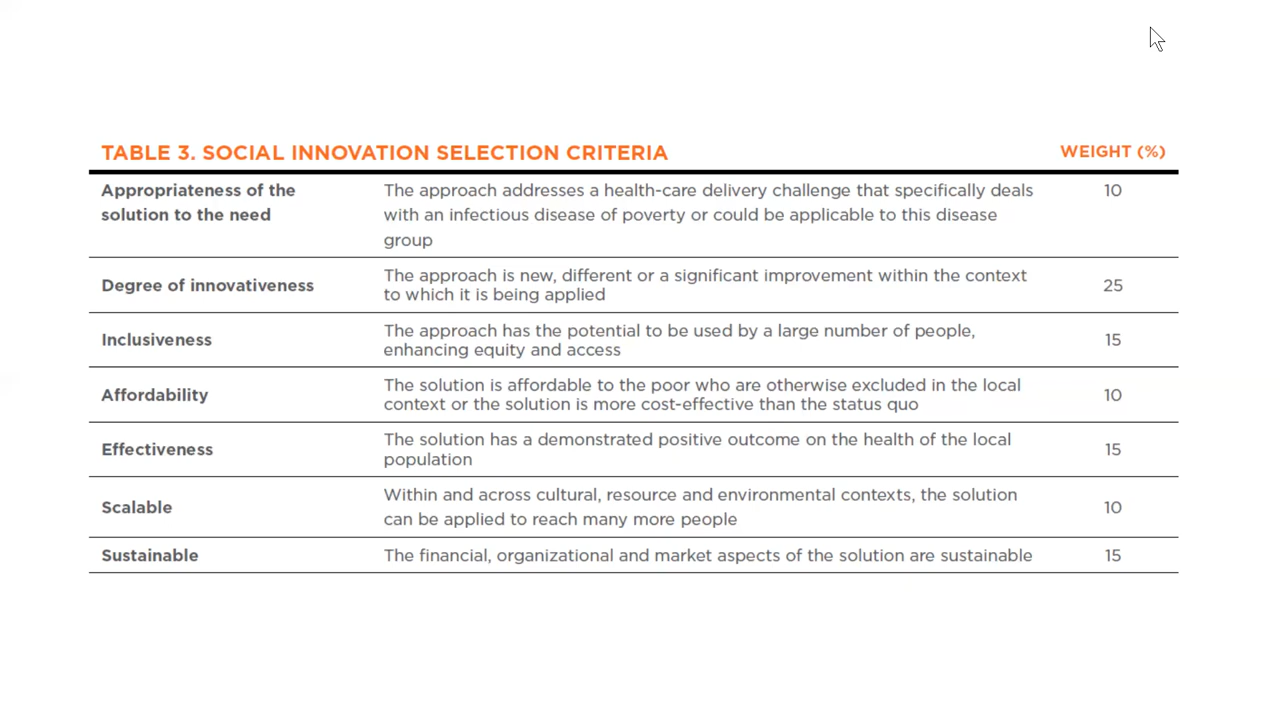 TABLE 3. SOCIAL INNOVATION SELECTION CRITERIA WEIGHT (%)
Appropriateness of the The approach addresses a health-care delivery challenge that specifically deals 10
solution to the need with an infectious disease of poverty or could be applicable to this disease
group
The approach is new, different or a significant improvement within the context
Degree of innovativeness 25
to which it is being applied
The approach has the potential to be used by a large number of people,
Inclusiveness 15
enhancing equity and access
The solution is affordable to the poor who are otherwise excluded in the local
Affordability 10
context or the solution is more cost-effective than the status quo
The solution has a demonstrated positive outcome on the health of the local
Effectiveness 15
population
Within and across cultural, resource and environmental contexts, the solution
Scalable 10
can be applied to reach many more people
Sustainable The financial, organizational and market aspects of the solution are sustainable 15